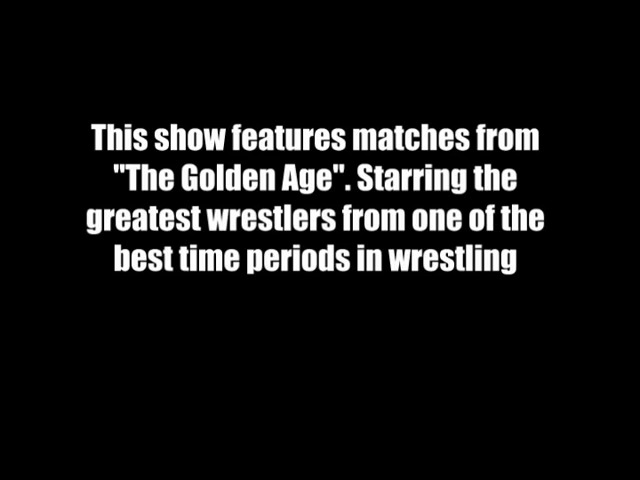 This show features matches from
"The Golden Age". Starring the
greatest wrestlers from one of the
best time periods in wrestling